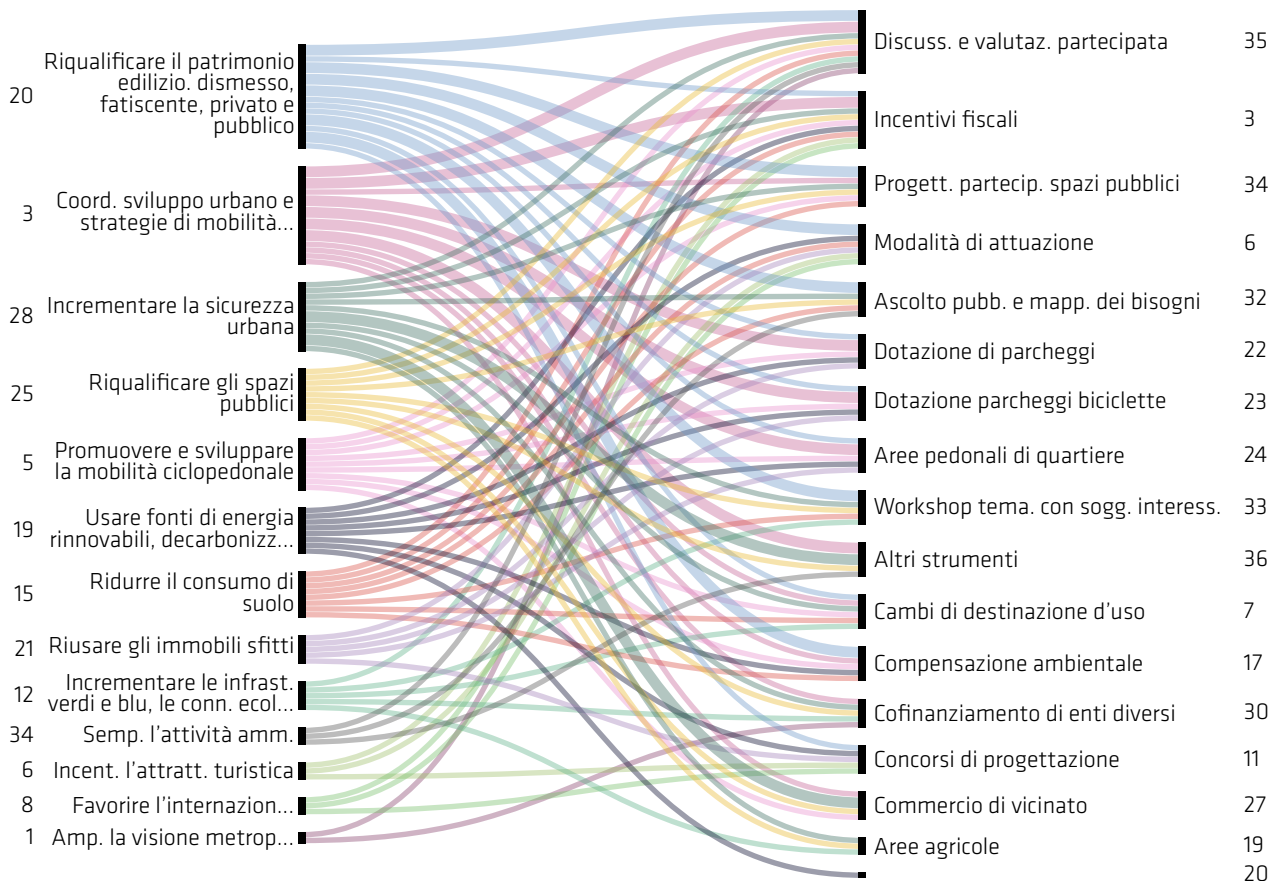 20
Riqualificare il patrimonio
edilizio. dismesso,
fatiscente, privato e
pubblico
3
Coord. sviluppo urbano e
strategie di mobilità...
28
Incrementare la sicurezza
urbana
25
Riqualificare gli spazi
pubblici
5
Promuovere e sviluppare
la mobilità ciclopedonale
19
Usare fonti di energia
rinnovabili, decarbonizz...
15
Ridurre il consumo di
suolo
21 Riusare gli immobili sfitti
12
Incrementare le infrast.
verdi e blu, le conn. ecol...
34 Semp. l'attività amm.
6 Incent. l'attratt. turistica
8 Favorire l'internazion...
1 Amp. la visione metrop...
Discuss. e valutaz. partecipata 35
Incentivi fiscali 3
Progett. partecip. spazi pubblici 34
Modalità di attuazione 6
Ascolto pubb. e mapp. dei bisogni 32
Dotazione di parcheggi 22
Dotazione parcheggi biciclette 23
Aree pedonali di quartiere 24
Workshop tema. con sogg. interess. 33
Altri strumenti 36
Cambi di destinazione d'uso 7
Compensazione ambientale 17
Cofinanziamento di enti diversi 30
Concorsi di progettazione 11
Commercio di vicinato 27
Aree agricole 19
20